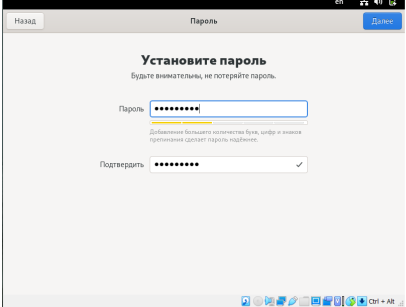 en
Назад
Пароль
Далее
Установите пароль
Будьте внимательны, не потеряйте пароль.
Пароль
Добавление большего количества букв, цифр и знаков
препинания сделает пароль надёжнее.
Подтвердить
Ctrl + Alt